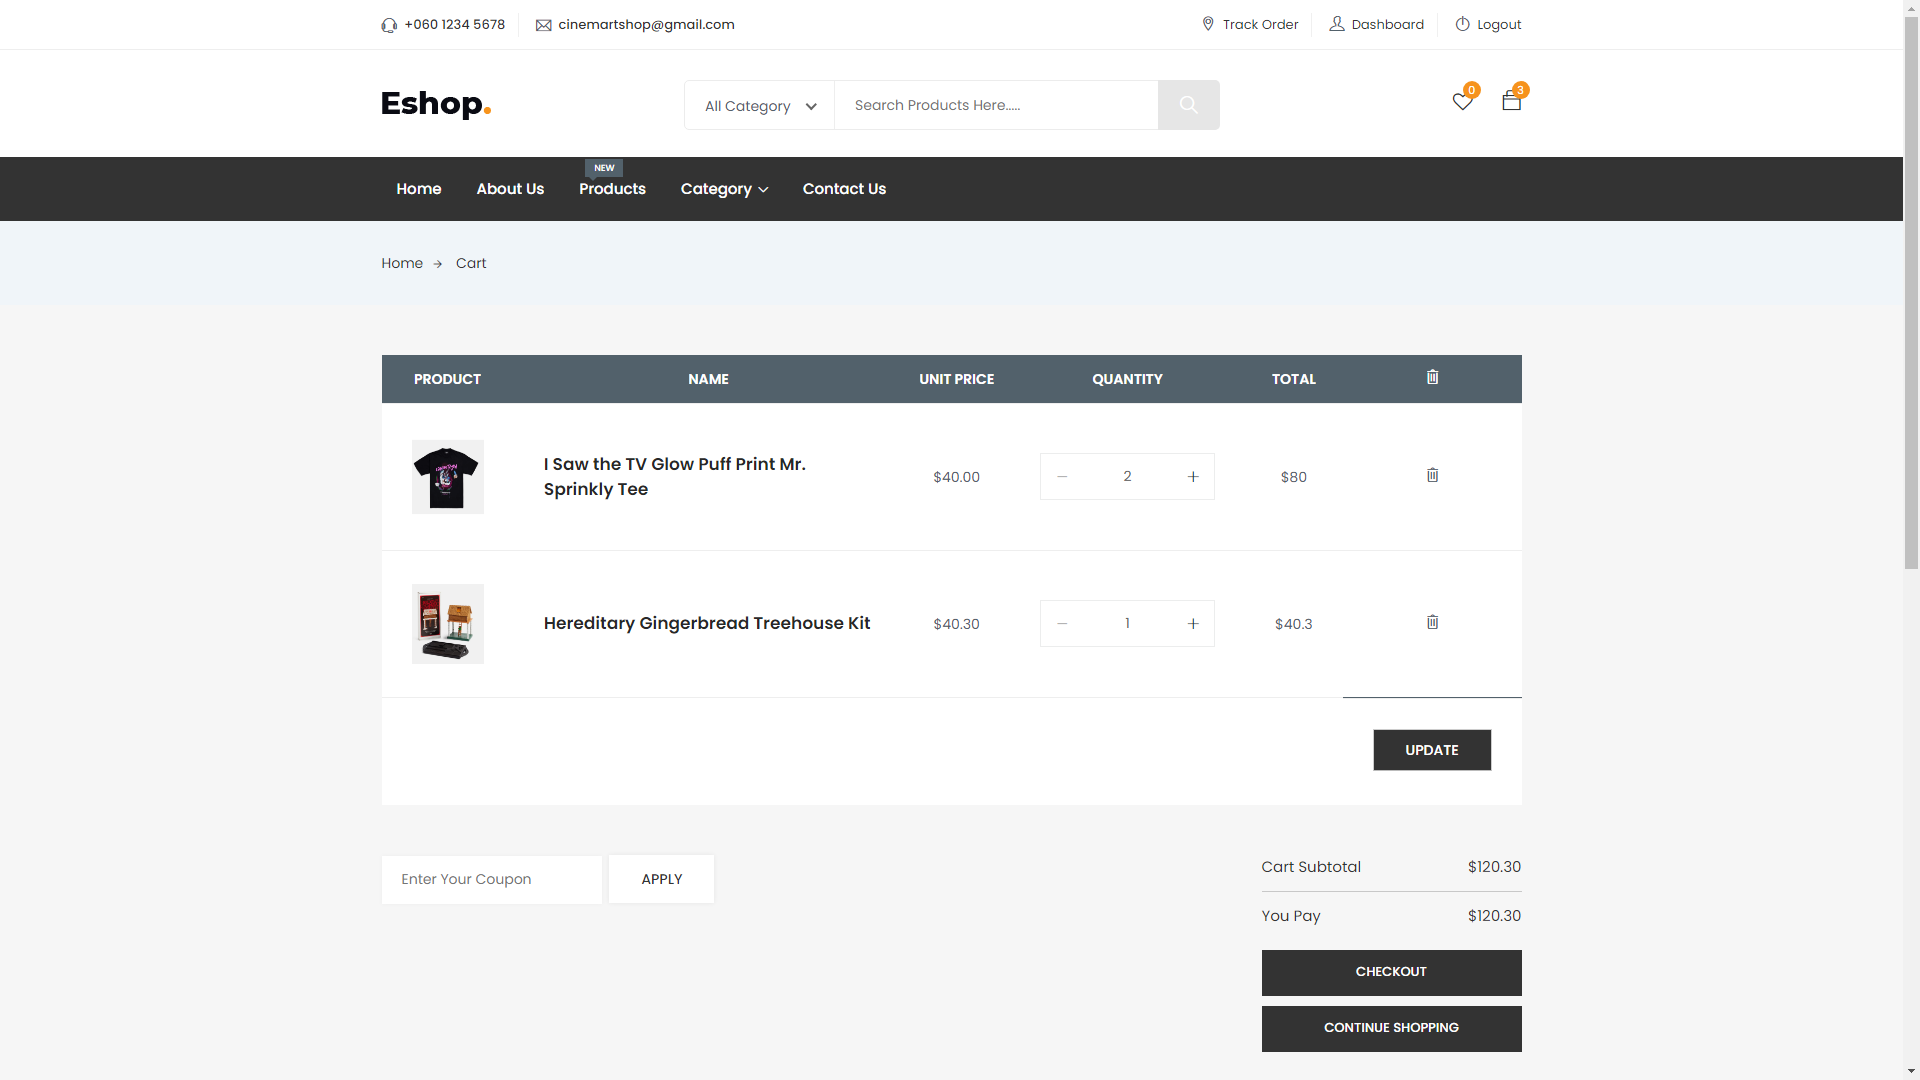 +060 1234 5678
cinemartshop@gmail.com
Track Order
Dashboard
Logout
Eshop.
All Category
Search Products Here.....
0
3
NEW
Home
About Us
Products
Category
Contact Us
Home → Cart
PRODUCT NAME UNIT PRICE QUANTITY TOTAL
I Saw the TV Glow Puff Print Mr.
Sprinkly Tee
$40.00
− 2 +
$80
Hereditary Gingerbread Treehouse Kit
$40.30
− 1 +
$40.3
UPDATE
Enter Your Coupon
APPLY
Cart Subtotal $120.30
You Pay $120.30
CHECKOUT
CONTINUE SHOPPING